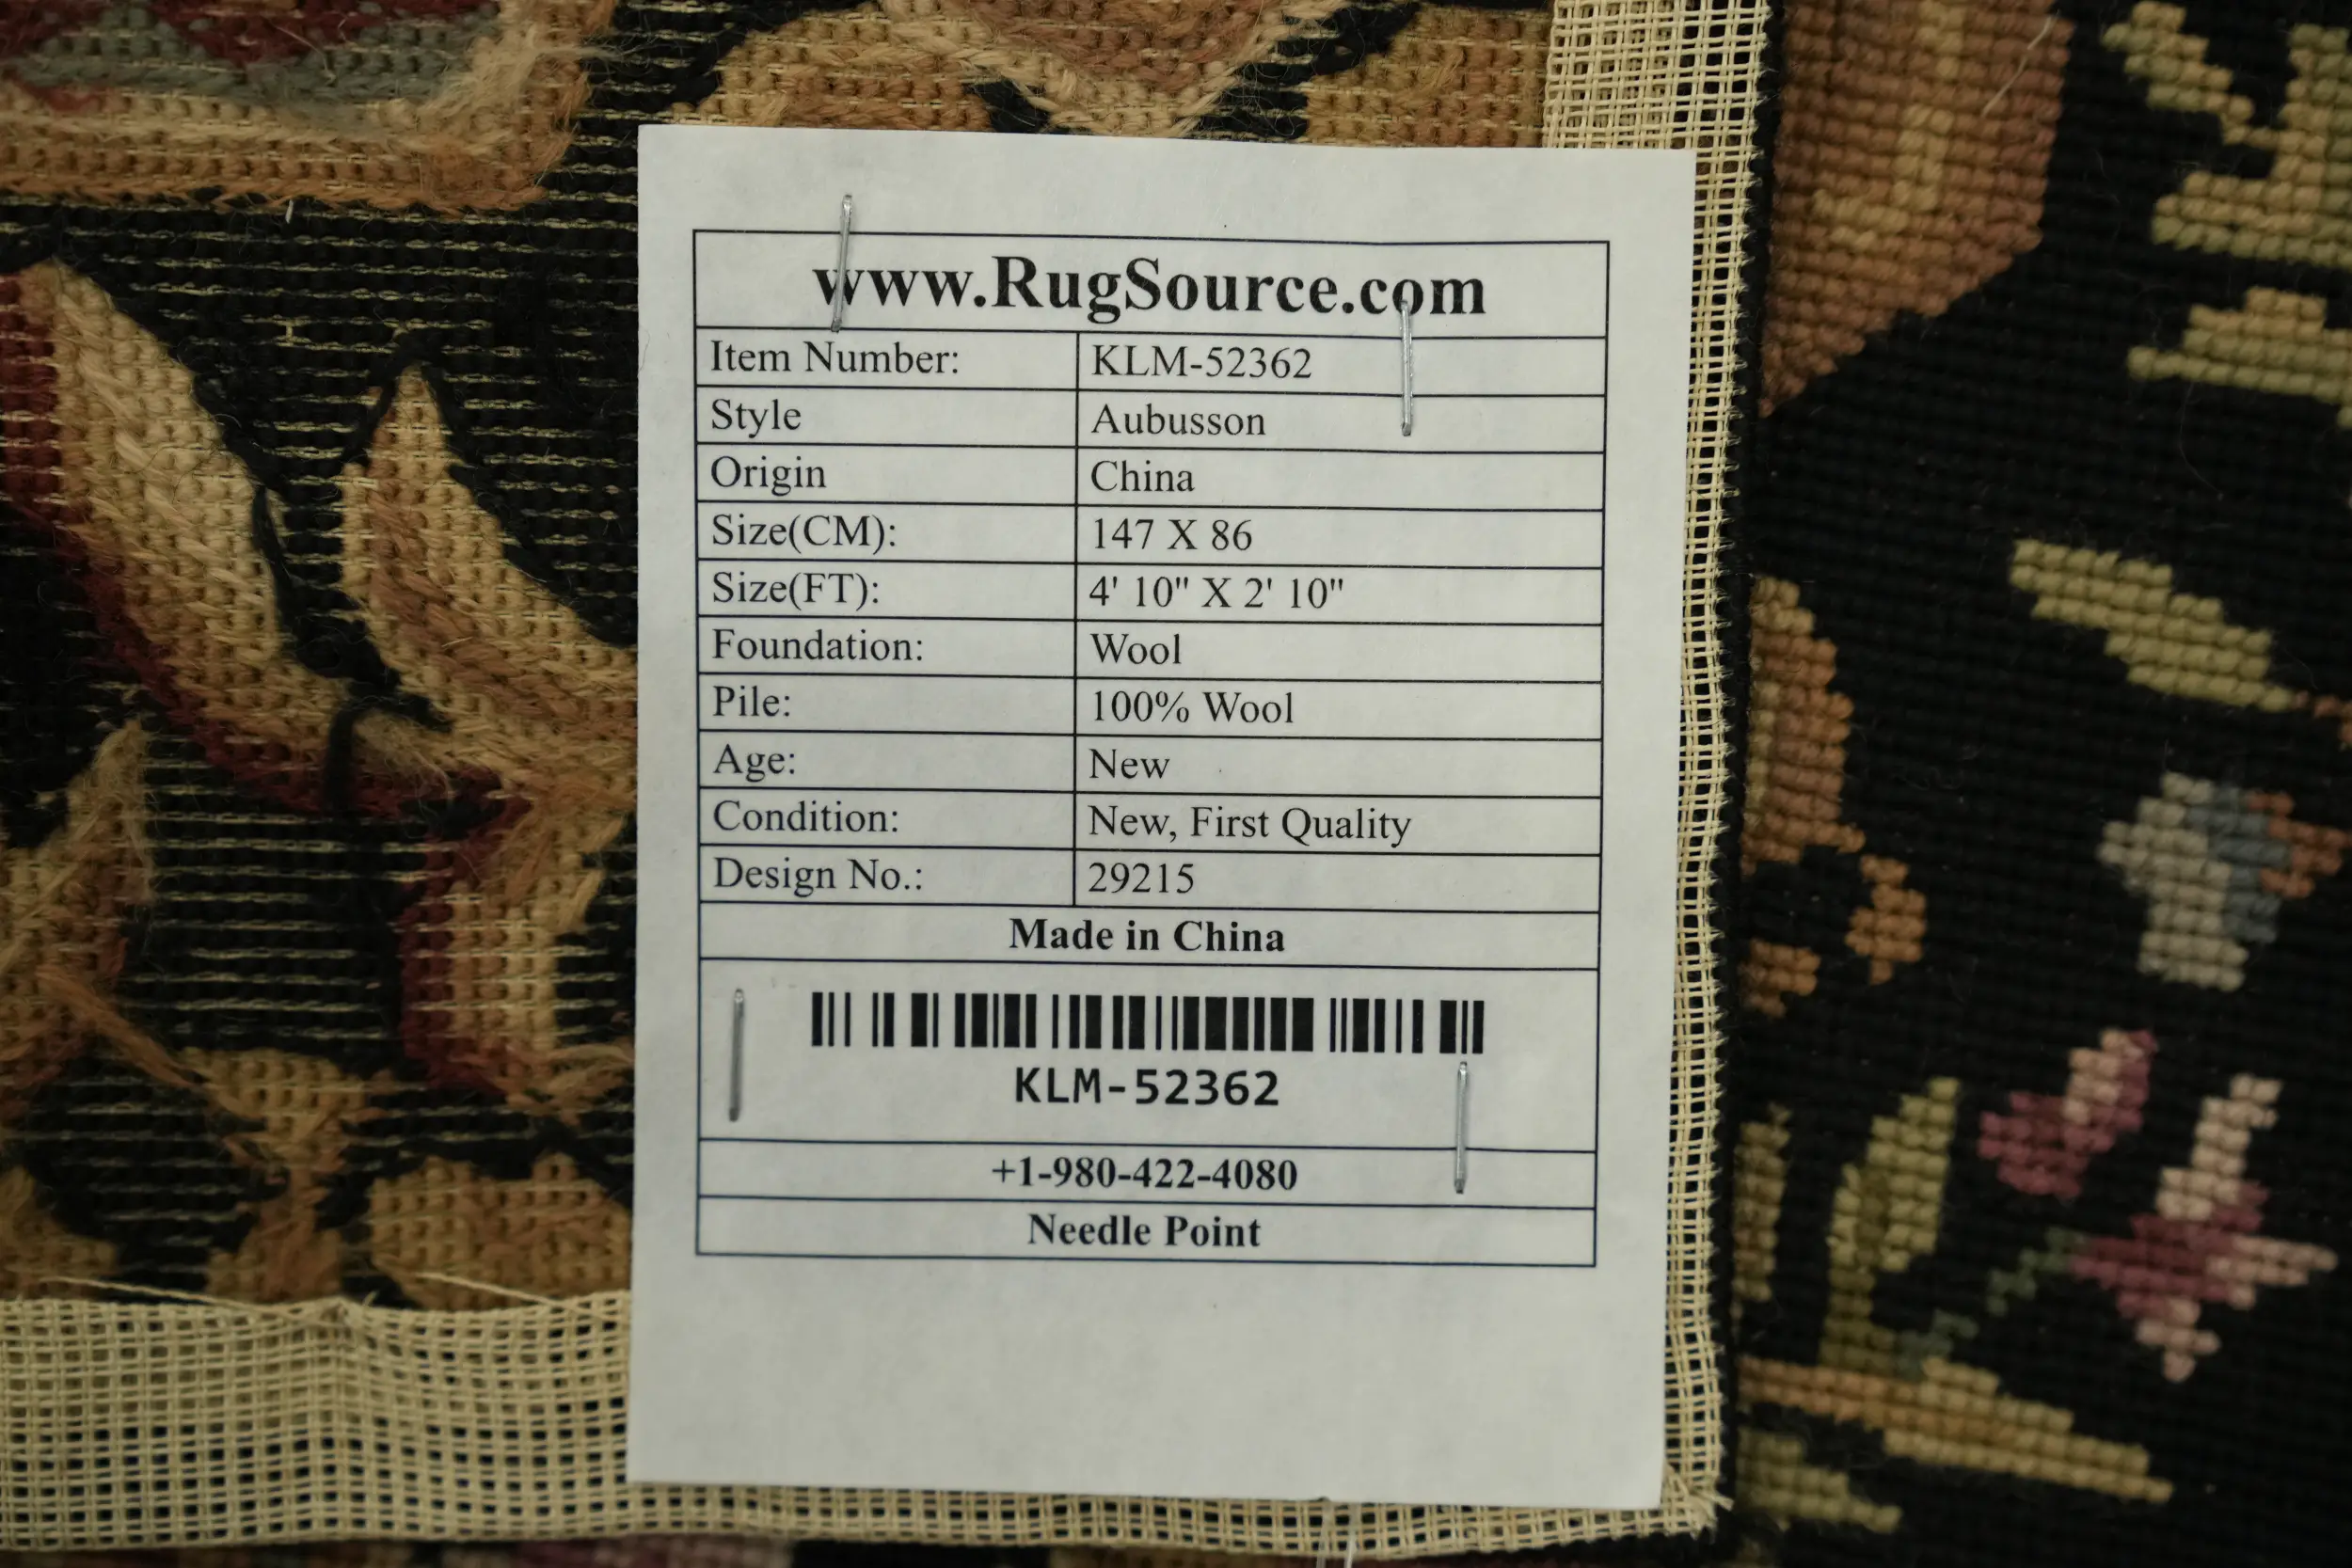 www.RugSource.com
Item Number: KLM-52362
Style Aubusson
Origin China
Size(CM): 147 X 86
Size(FT): 4' 10" X 2' 10"
Foundation: Wool
Pile: 100% Wool
Age: New
Condition: New, First Quality
Design No.: 29215
Made in China
KLM-52362
+1-980-422-4080
Needle Point